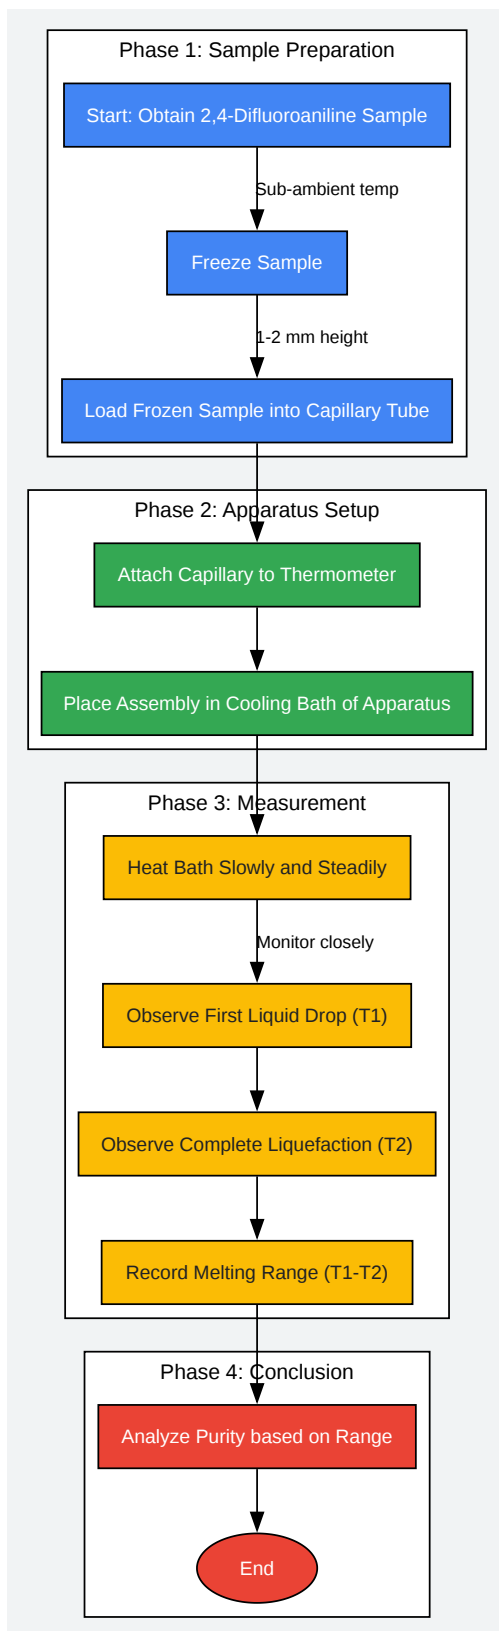 Phase 1: Sample Preparation
Start: Obtain 2,4-Difluoroaniline Sample
Sub-ambient temp
Freeze Sample
1-2 mm height
Load Frozen Sample into Capillary Tube
Phase 2: Apparatus Setup
Attach Capillary to Thermometer
Place Assembly in Cooling Bath of Apparatus
Phase 3: Measurement
Heat Bath Slowly and Steadily
Monitor closely
Observe First Liquid Drop (T1)
Observe Complete Liquefaction (T2)
Record Melting Range (T1-T2)
Phase 4: Conclusion
Analyze Purity based on Range
End